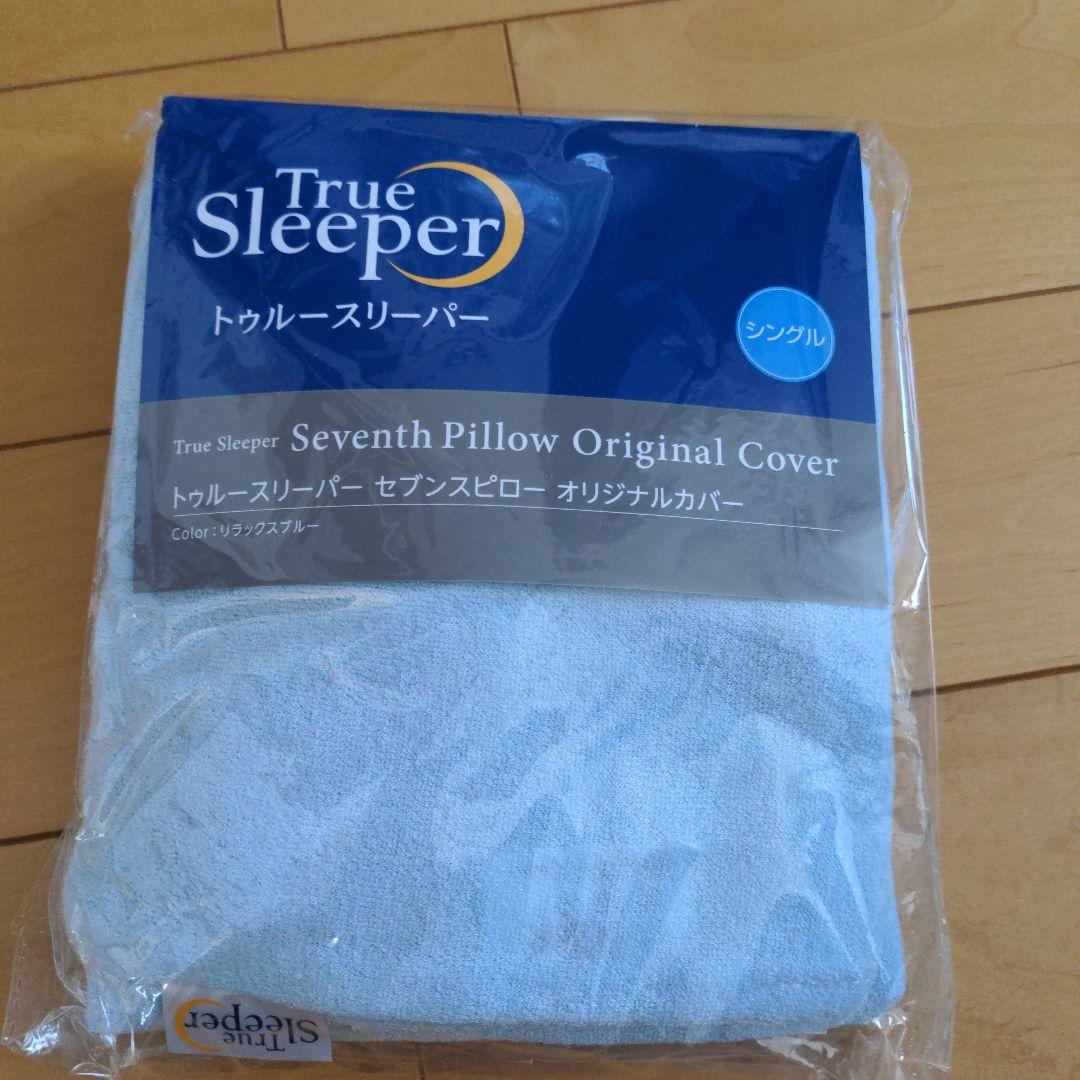 True
Sleeper
トゥルースリーパー
シングル
True Sleeper Seventh Pillow Original Cover
トゥルースリーパー セブンスピロー オリジナルカバー
Color：リラックスブルー
True
Sleeper